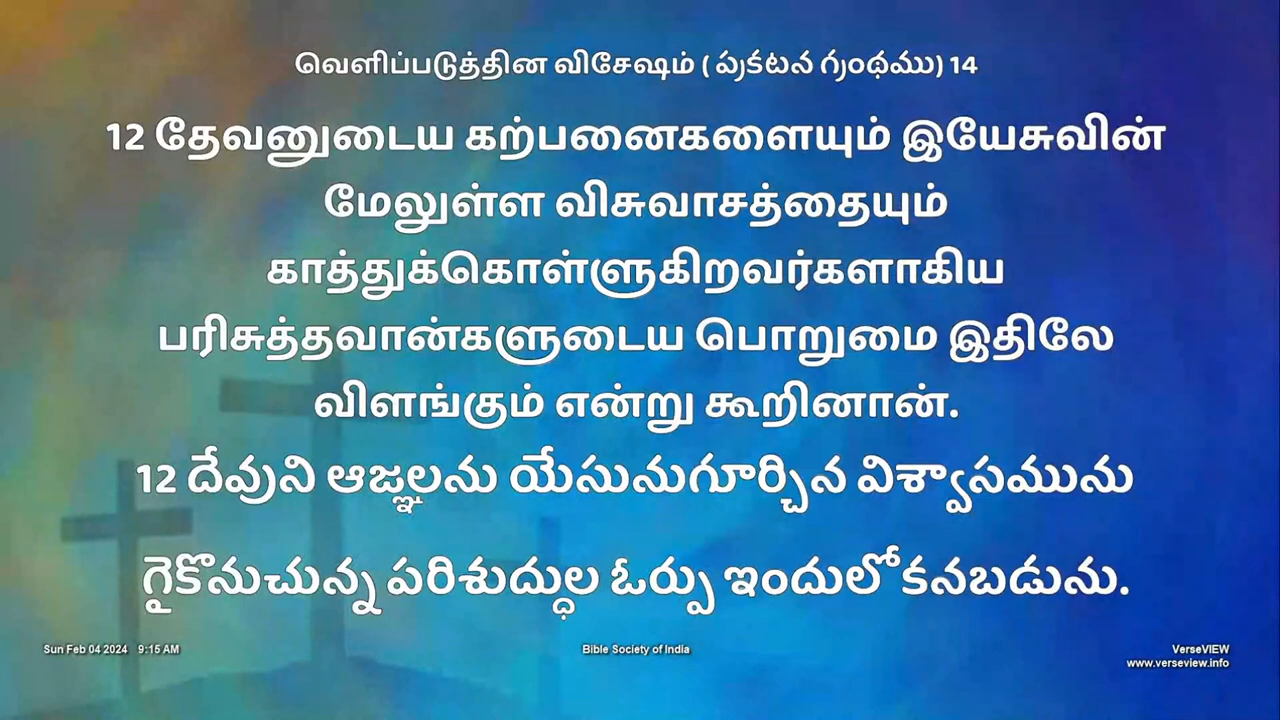 வெளிப்படுத்தின விசேஷம் ( ప్రకటన గ్రంథము) 14
12 தேவனுடைய கற்பனைகளையும் இயேசுவின்
மேலுள்ள விசுவாசத்தையும்
காத்துக்கொள்ளுகிறவர்களாகிய
பரிசுத்தவான்களுடைய பொறுமை இதிலே
விளங்கும் என்று கூறினான்.
12 దేవుని ఆజ్ఞలను యేసునుగూర్చిన విశ్వాసమును
గైకొనుచున్న పరిశుద్ధుల ఓర్పు ఇందులో కనబడును.
Sun Feb 04 2024 9:15 AM
Bible Society of India
VerseVIEW
www.verseview.info